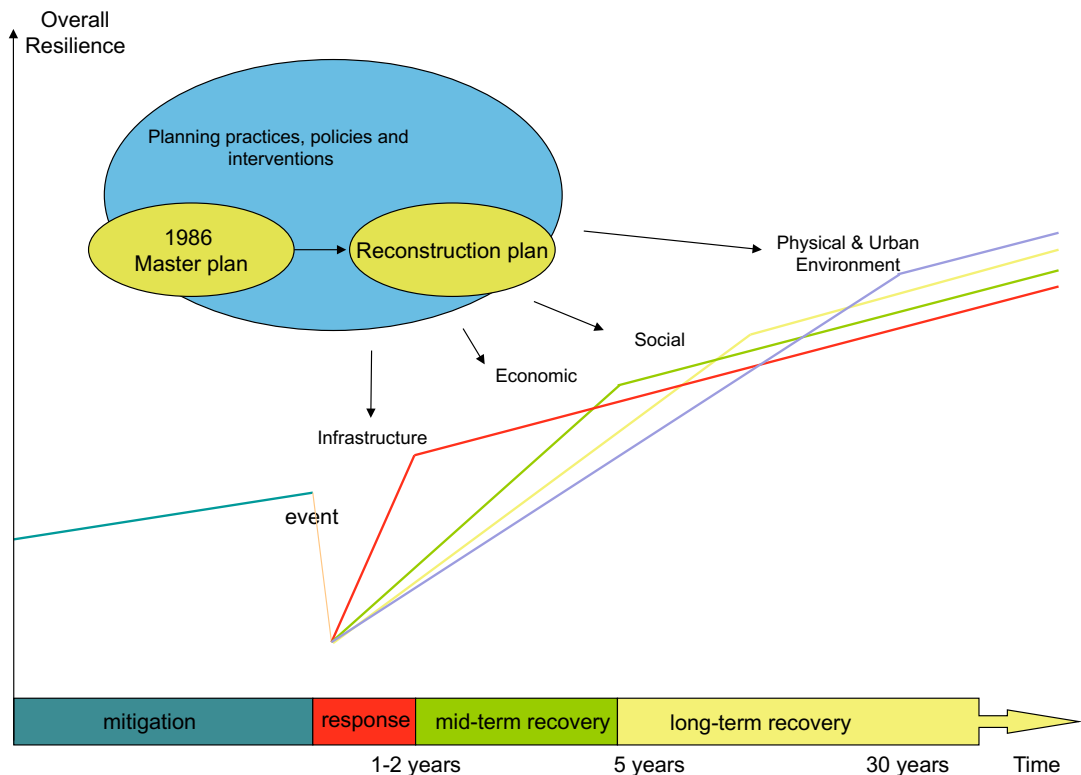 Overall
Resilience
Planning practices, policies and
interventions
1986
Master plan
Reconstruction plan
Physical & Urban
Environment
Social
Economic
Infrastructure
event
mitigation
response
mid-term recovery
long-term recovery
1-2 years
5 years
30 years
Time